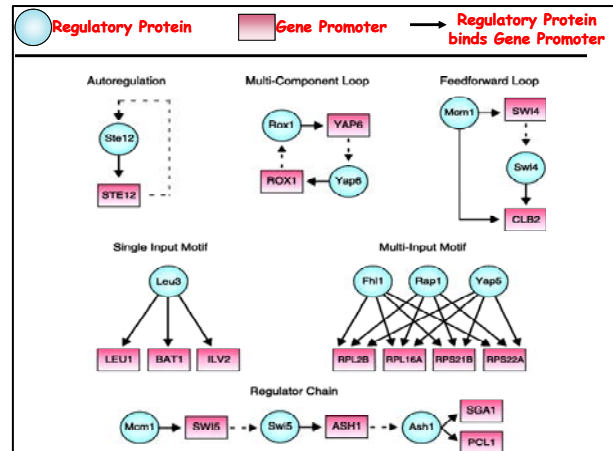 Regulatory Protein
Gene Promoter
Regulatory Protein
binds Gene Promoter
Autoregulation
Multi-Component Loop
Feedforward Loop
Ste12
STE12
Rox1
YAP6
ROX1
Yap6
Mcm1
SWI4
Swi4
CLB2
Single Input Motif
Multi-Input Motif
Leu3
LEU1
BAT1
ILV2
Fhl1
Rap1
Yap5
RPL2B
RPL16A
RPS21B
RPS22A
Regulator Chain
Mcm1
SWI5
Swi5
ASH1
Ash1
SGA1
PCL1